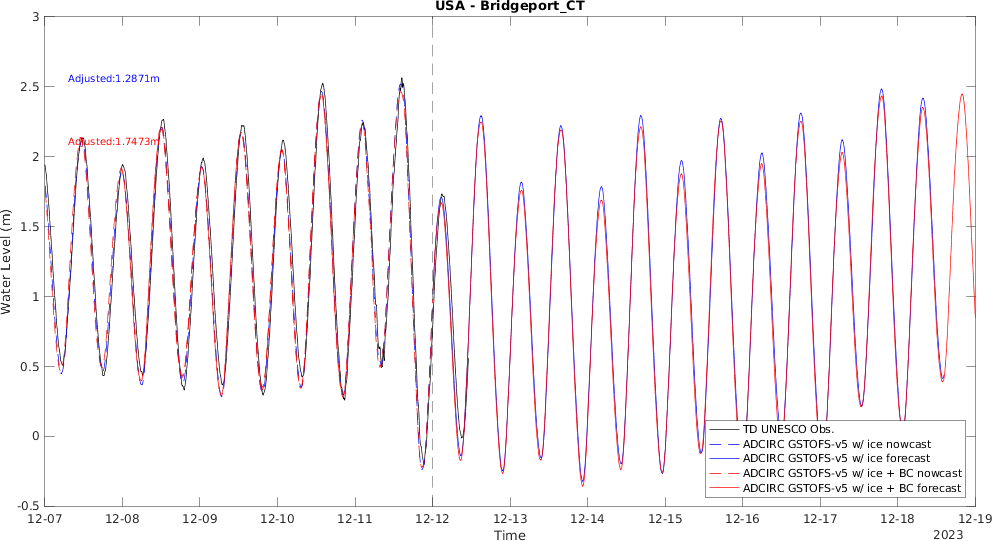 USA - Bridgeport_CT
3
2.5
2
1.5
1
0.5
0
-0.5
Water Level (m)
Adjusted:1.2871m
Adjusted:1.7473m
TD UNESCO Obs.
ADCIRC GSTOFS-v5 w/ ice nowcast
ADCIRC GSTOFS-v5 w/ ice forecast
ADCIRC GSTOFS-v5 w/ ice + BC nowcast
ADCIRC GSTOFS-v5 w/ ice + BC forecast
12-07 12-08 12-09 12-10 12-11 12-12 12-13 12-14 12-15 12-16 12-17 12-18 12-19
Time
2023